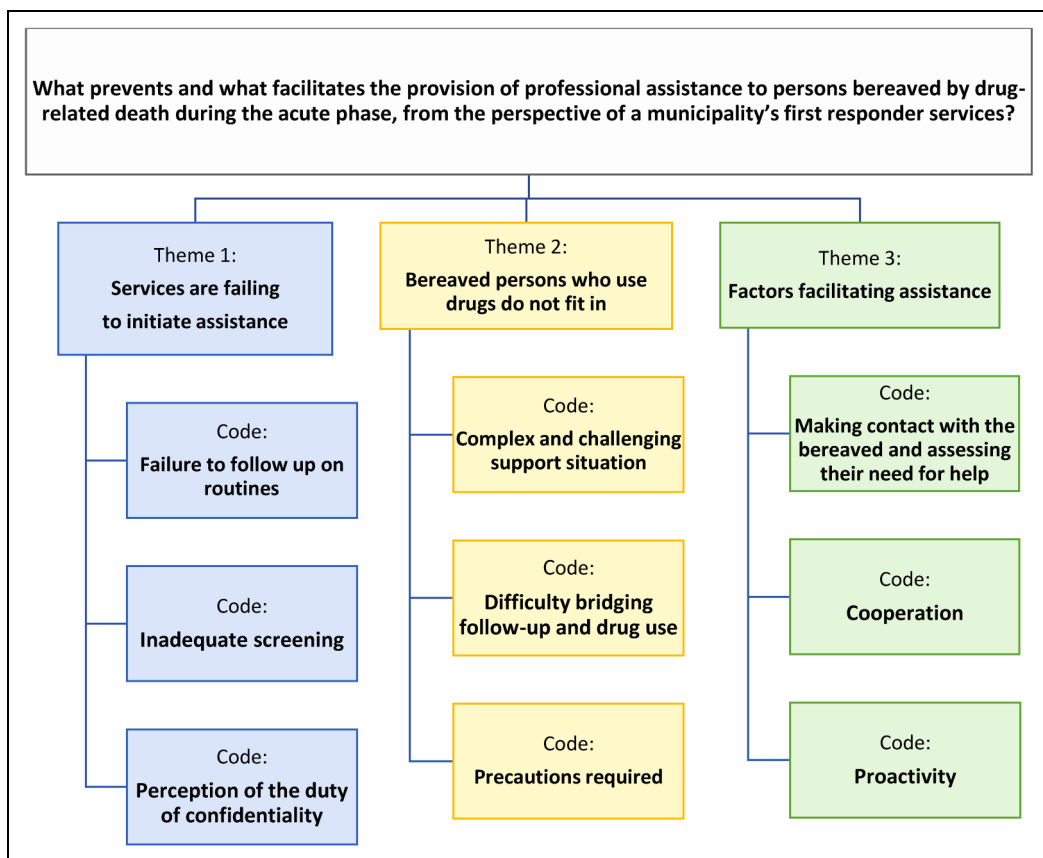 What prevents and what facilitates the provision of professional assistance to persons bereaved by drug-
related death during the acute phase, from the perspective of a municipality’s first responder services?
Theme 1:
Services are failing
to initiate assistance
Code:
Failure to follow up on
routines
Code:
Inadequate screening
Code:
Perception of the duty
of confidentiality
Theme 2:
Bereaved persons who use
drugs do not fit in
Code:
Complex and challenging
support situation
Code:
Difficulty bridging
follow-up and drug use
Code:
Precautions required
Theme 3:
Factors facilitating assistance
Code:
Making contact with the
bereaved and assessing
their need for help
Code:
Cooperation
Code:
Proactivity